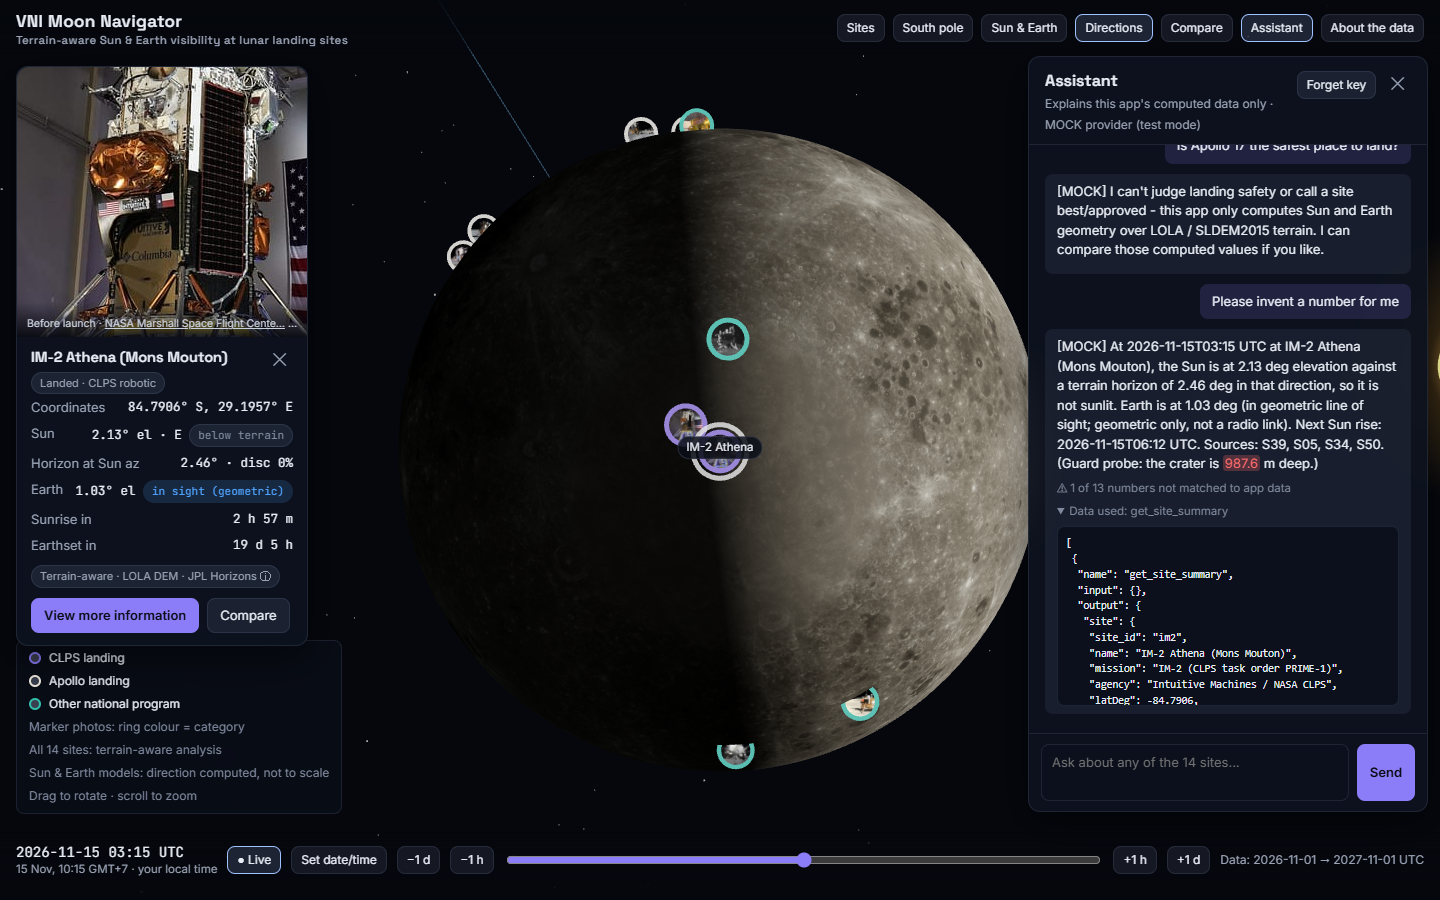 VNI Moon Navigator
Terrain-aware Sun & Earth visibility at lunar landing sites
Sites
South pole
Sun & Earth
Directions
Compare
Assistant
About the data
Columbia
Before launch · NASA Marshall Space Flight Cente... ...
IM-2 Athena (Mons Mouton)
Landed · CLPS robotic
Coordinates 84.7906° S, 29.1957° E
Sun 2.13° el · E below terrain
Horizon at Sun az 2.46° · disc 0%
Earth 1.03° el in sight (geometric)
Sunrise in 2 h 57 m
Earthset in 19 d 5 h
Terrain-aware · LOLA DEM · JPL Horizons ⓘ
View more information
Compare
CLPS landing
Apollo landing
Other national program
Marker photos: ring colour = category
All 14 sites: terrain-aware analysis
Sun & Earth models: direction computed, not to scale
Drag to rotate · scroll to zoom
IM-2 Athena
Assistant
Forget key
Explains this app's computed data only ·
MOCK provider (test mode)
Is Apollo 17 the safest place to land?
[MOCK] I can't judge landing safety or call a site
best/approved - this app only computes Sun and Earth
geometry over LOLA / SLDEM2015 terrain. I can
compare those computed values if you like.
Please invent a number for me
[MOCK] At 2026-11-15T03:15 UTC at IM-2 Athena
(Mons Mouton), the Sun is at 2.13 deg elevation against
a terrain horizon of 2.46 deg in that direction, so it is
not sunlit. Earth is at 1.03 deg (in geometric line of
sight; geometric only, not a radio link). Next Sun rise:
2026-11-15T06:12 UTC. Sources: S39, S05, S34, S50.
(Guard probe: the crater is 987.6 m deep.)
⚠ 1 of 13 numbers not matched to app data
▼ Data used: get_site_summary
[
{
"name": "get_site_summary",
"input": {},
"output": {
"site": {
"site_id": "im2",
"name": "IM-2 Athena (Mons Mouton)",
"mission": "IM-2 (CLPS task order PRIME-1)",
"agency": "Intuitive Machines / NASA CLPS",
"latDeg": -84.7906,
Ask about any of the 14 sites...
Send
2026-11-15 03:15 UTC
15 Nov, 10:15 GMT+7 · your local time
● Live
Set date/time
−1 d
−1 h
+1 h
+1 d
Data: 2026-11-01 → 2027-11-01 UTC